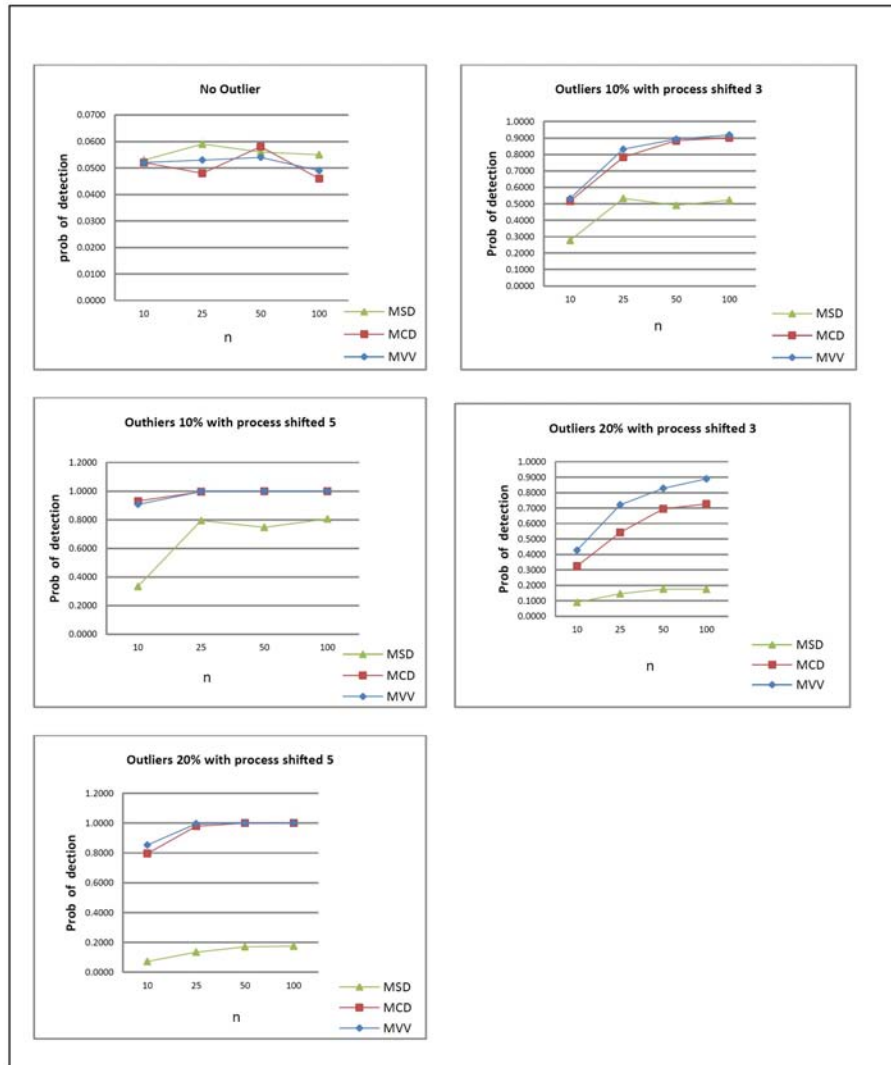 No Outlier
prob of detection
0.0700
0.0600
0.0500
0.0400
0.0300
0.0200
0.0100
0.0000
10 25 50 100
n
MSD
MCD
MVV
Outliers 10% with process shifted 3
Prob of detection
1.0000
0.9000
0.8000
0.7000
0.6000
0.5000
0.4000
0.3000
0.2000
0.1000
0.0000
10 25 50 100
n
MSD
MCD
MVV
Outhiers 10% with process shifted 5
Prob of detection
1.2000
1.0000
0.8000
0.6000
0.4000
0.2000
0.0000
10 25 50 100
n
MSD
MCD
MVV
Outliers 20% with process shifted 3
Prob of detection
1.0000
0.9000
0.8000
0.7000
0.6000
0.5000
0.4000
0.3000
0.2000
0.1000
0.0000
10 25 50 100
n
MSD
MCD
MVV
Outliers 20% with process shifted 5
Prob of dection
1.2000
1.0000
0.8000
0.6000
0.4000
0.2000
0.0000
10 25 50 100
n
MSD
MCD
MVV